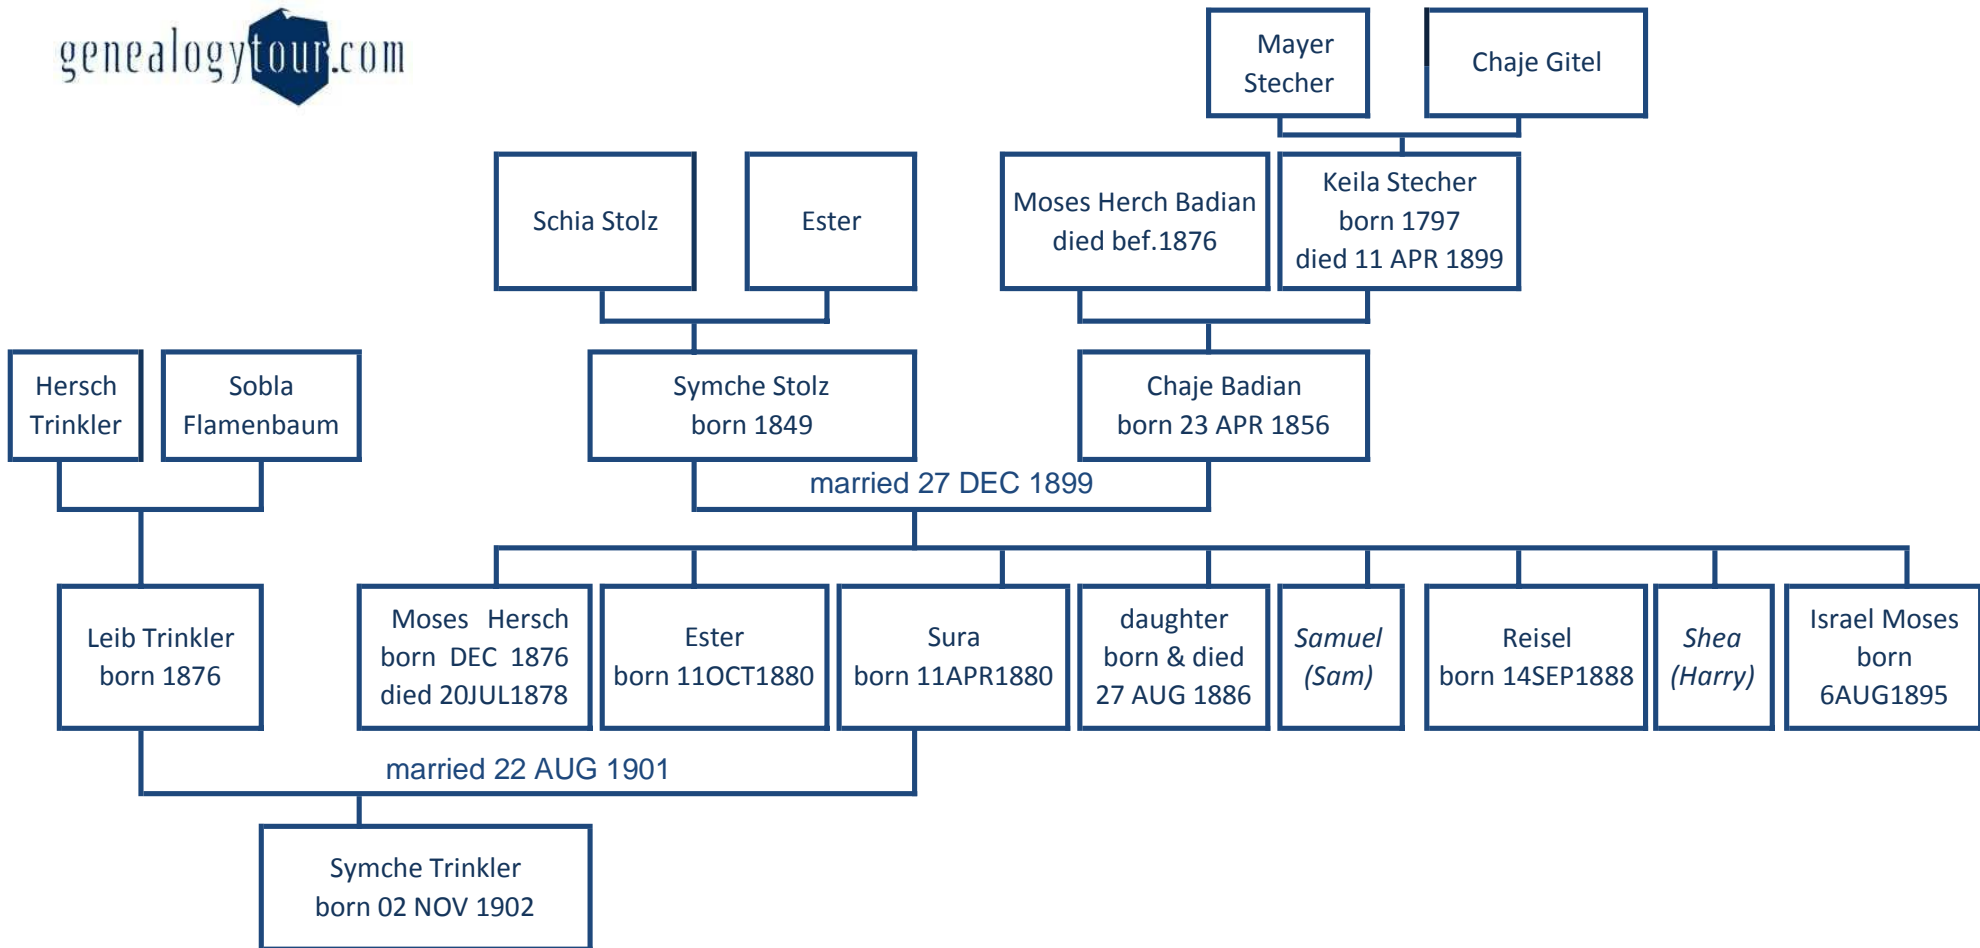 genealogytour.com
Mayer
Stecher
Chaje Gitel
Schia Stolz
Ester
Moses Herch Badian
died bef.1876
Keila Stecher
born 1797
died 11 APR 1899
Hersch
Trinkler
Sobla
Flamenbaum
Symche Stolz
born 1849
Chaje Badian
born 23 APR 1856
married 27 DEC 1899
Leib Trinkler
born 1876
Moses Hersch
born DEC 1876
died 20JUL1878
Ester
born 11OCT1880
Sura
born 11APR1880
daughter
born & died
27 AUG 1886
Samuel
(Sam)
Reisel
born 14SEP1888
Shea
(Harry)
Israel Moses
born
6AUG1895
married 22 AUG 1901
Symche Trinkler
born 02 NOV 1902